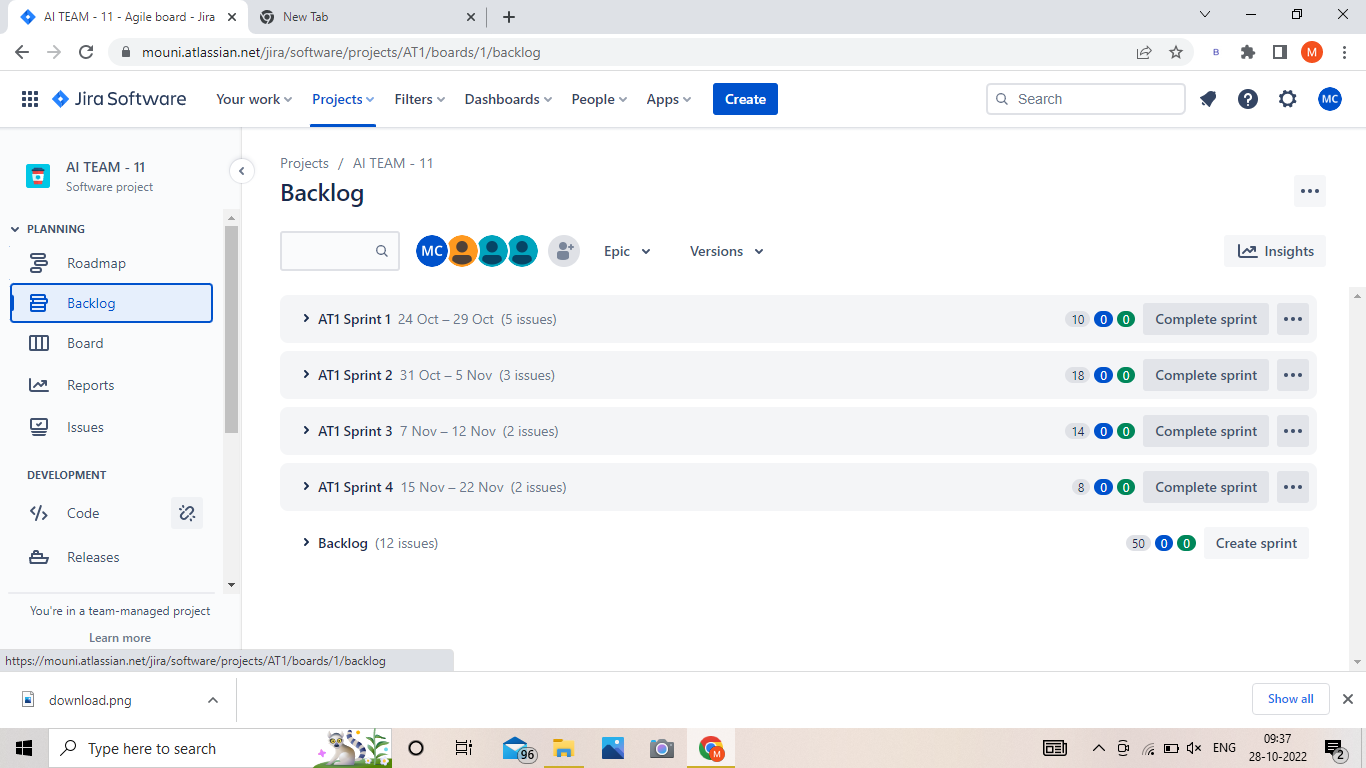 AI TEAM - 11 - Agile board - Jira
New Tab
mouni.atlassian.net/jira/software/projects/AT1/boards/1/backlog
B
M
Jira Software
Your work
Projects
Filters
Dashboards
People
Apps
Create
Search
MC
AI TEAM - 11
Software project
PLANNING
Roadmap
Backlog
Board
Reports
Issues
DEVELOPMENT
Code
Releases
You're in a team-managed project
Learn more
https://mouni.atlassian.net/jira/software/projects/AT1/boards/1/backlog
Projects / AI TEAM - 11
Backlog
MC
Epic
Versions
Insights
AT1 Sprint 1 24 Oct – 29 Oct (5 issues) 10 0 0 Complete sprint
AT1 Sprint 2 31 Oct – 5 Nov (3 issues) 18 0 0 Complete sprint
AT1 Sprint 3 7 Nov – 12 Nov (2 issues) 14 0 0 Complete sprint
AT1 Sprint 4 15 Nov – 22 Nov (2 issues) 8 0 0 Complete sprint
Backlog (12 issues) 50 0 0 Create sprint
download.png
Show all
Type here to search
96
M
ENG
09:37
28-10-2022
2